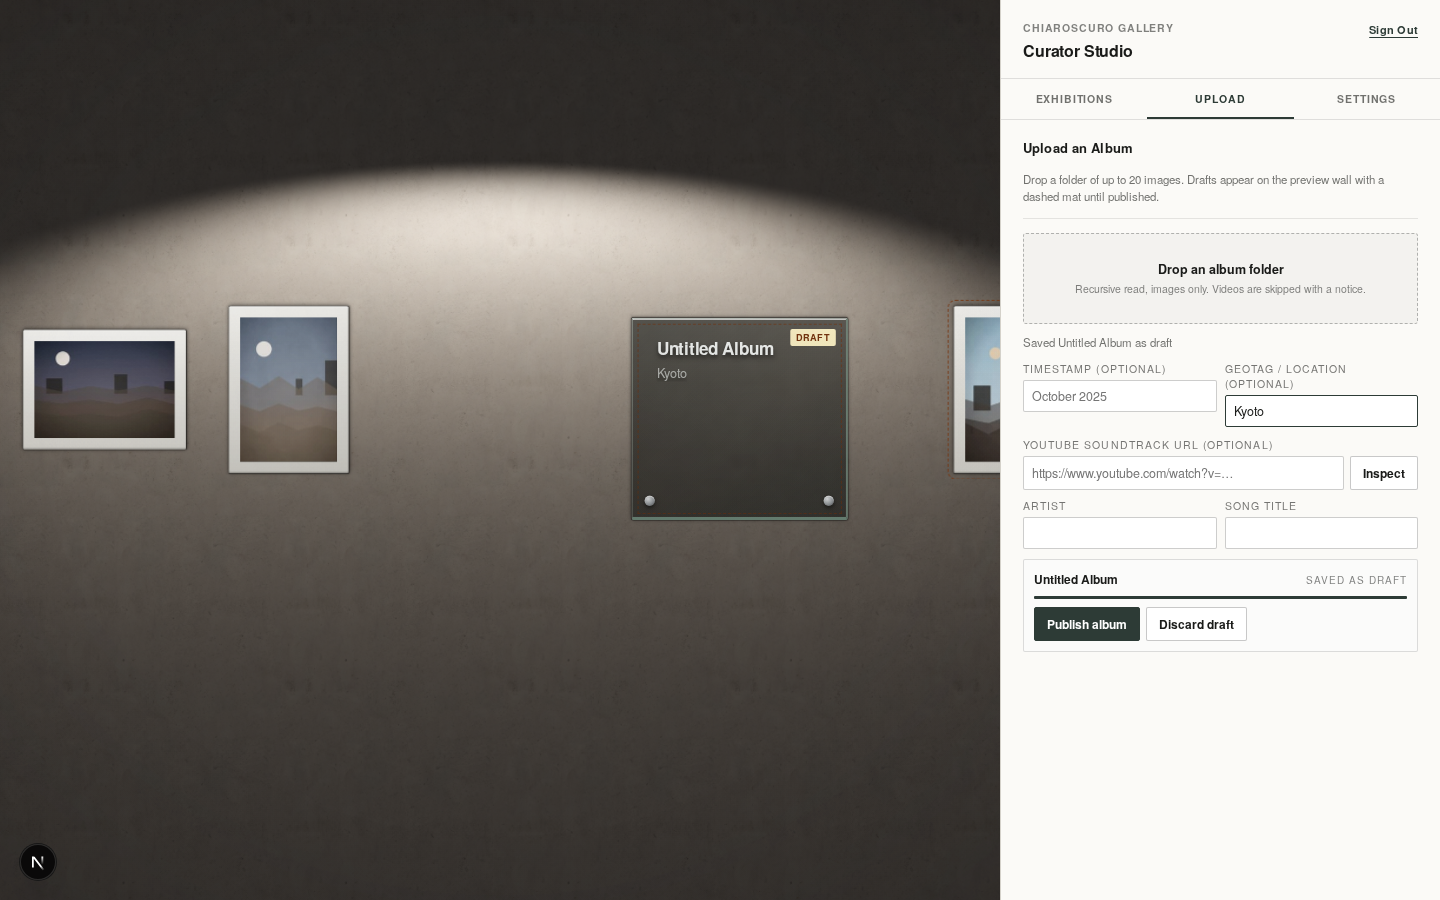 CHIAROSCURO GALLERY
Sign Out
Curator Studio
EXHIBITIONS
UPLOAD
SETTINGS
Upload an Album
Drop a folder of up to 20 images. Drafts appear on the preview wall with a
dashed mat until published.
Drop an album folder
Recursive read, images only. Videos are skipped with a notice.
Saved Untitled Album as draft
TIMESTAMP (OPTIONAL)
October 2025
GEOTAG / LOCATION
(OPTIONAL)
Kyoto
YOUTUBE SOUNDTRACK URL (OPTIONAL)
https://www.youtube.com/watch?v=…
Inspect
ARTIST
SONG TITLE
Untitled Album
SAVED AS DRAFT
Publish album
Discard draft
Untitled Album
DRAFT
Kyoto
N